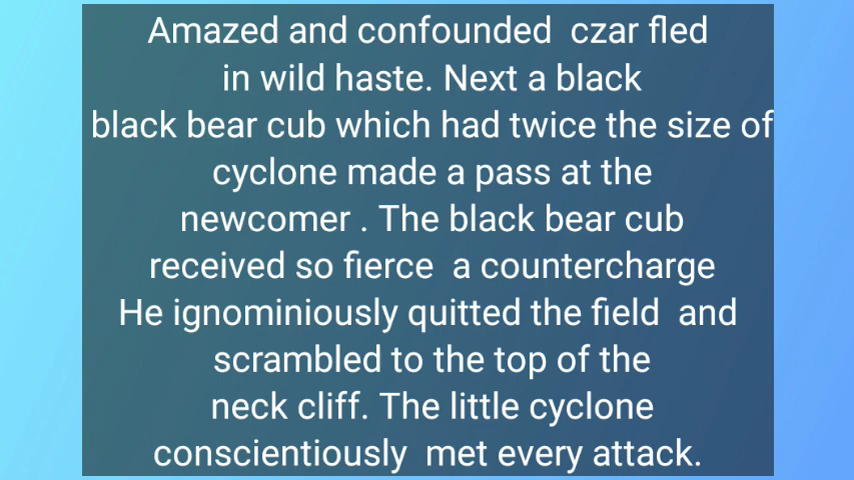 Amazed and confounded  czar fled
in wild haste. Next a black
black bear cub which had twice the size of
cyclone made a pass at the
newcomer . The black bear cub
received so fierce  a countercharge
He ignominiously quitted the field  and
scrambled to the top of the
neck cliff. The little cyclone
conscientiously  met every attack.